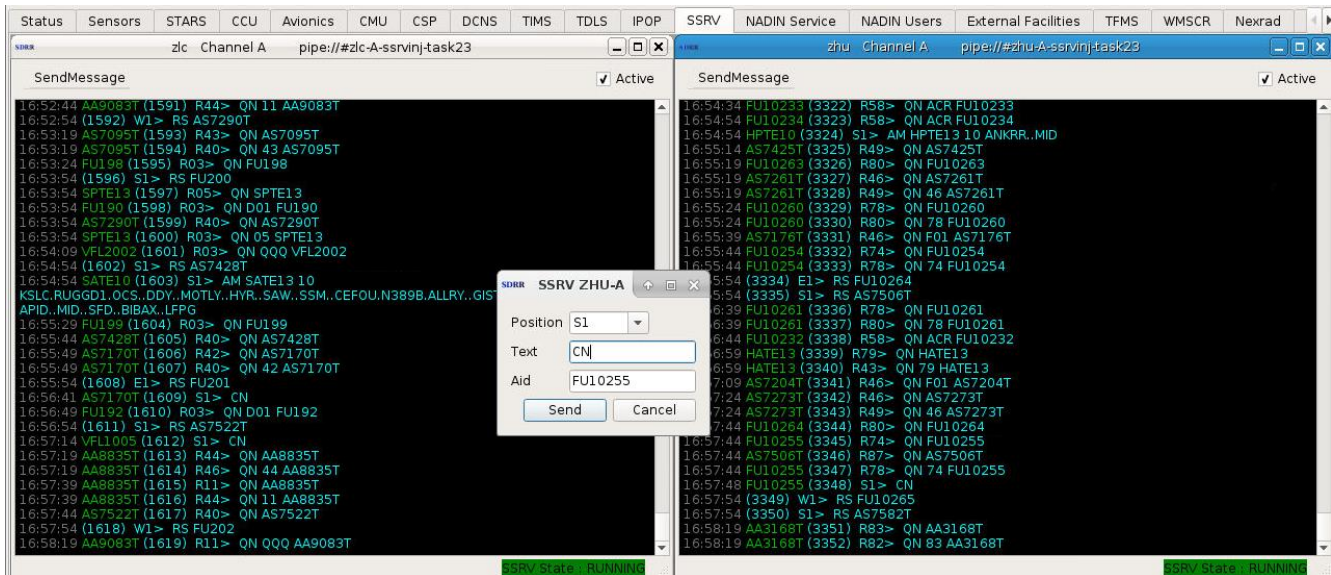 Status Sensors STARS CCU Avionics CMU CSP DCNS TIMS TDLS IPOP SSRV NADIN Service NADIN Users External Facilities TFMS WMSCR Nexrad
SDRR zlc Channel A pipe://#zlc-A-ssrvinj-task23
SendMessage Active
16:52:44 AA9083T (1591) R44> QN 11 AA9083T
16:52:54 (1592) W1> RS AS7290T
16:53:19 AS7095T (1593) R43> QN AS7095T
16:53:19 AS7095T (1594) R40> QN 43 AS7095T
16:53:24 FU198 (1595) R03> QN FU198
16:53:54 (1596) S1> RS FU200
16:53:54 SPTE13 (1597) R05> QN SPTE13
16:53:54 FU190 (1598) R03> QN D01 FU190
16:53:54 AS7290T (1599) R40> QN AS7290T
16:53:54 SPTE13 (1600) R03> QN 05 SPTE13
16:54:09 VFL2002 (1601) R03> QN QQQ VFL2002
16:54:54 (1602) S1> RS AS7428T
16:54:54 SATE10 (1603) S1> AM SATE13 10
KSLC.RUGGD1.OCS..DDY..MOTLY..HYR..SAW..SSM..CEFOU.N389B.ALLRY..GIS
APID..MID..SFD..BIBAX..LFPG
16:55:29 FU199 (1604) R03> QN FU199
16:55:44 AS7428T (1605) R40> QN AS7428T
16:55:49 AS7170T (1606) R42> QN AS7170T
16:55:49 AS7170T (1607) R40> QN 42 AS7170T
16:55:54 (1608) E1> RS FU201
16:56:41 AS7170T (1609) S1> CN
16:56:49 FU192 (1610) R03> QN D01 FU192
16:56:54 (1611) S1> RS AS7522T
16:57:14 VFL1005 (1612) S1> CN
16:57:19 AA8835T (1613) R44> QN AA8835T
16:57:19 AA8835T (1614) R46> QN 44 AA8835T
16:57:39 AA8835T (1615) R11> QN AA8835T
16:57:39 AA8835T (1616) R44> QN 11 AA8835T
16:57:44 AS7522T (1617) R40> QN AS7522T
16:57:54 (1618) W1> RS FU202
16:58:19 AA9083T (1619) R11> QN QQQ AA9083T
SSRV State : RUNNING
SDRR SSRV ZHU-A
Position S1
Text CN
Aid FU10255
Send Cancel
SDRR zhu Channel A pipe://#zhu-A-ssrvinj-task23
SendMessage Active
16:54:34 FU10233 (3322) R58> QN ACR FU10233
16:54:54 FU10234 (3323) R58> QN ACR FU10234
16:54:54 HPTE10 (3324) S1> AM HPTE13 10 ANKRR..MID
16:55:14 AS7425T (3325) R49> QN AS7425T
16:55:19 FU10263 (3326) R80> QN FU10263
16:55:19 AS7261T (3327) R46> QN AS7261T
16:55:19 AS7261T (3328) R49> QN 46 AS7261T
16:55:24 FU10260 (3329) R78> QN FU10260
16:55:24 FU10260 (3330) R80> QN 78 FU10260
16:55:39 AS7176T (3331) R46> QN F01 AS7176T
16:55:44 FU10254 (3332) R74> QN FU10254
16:55:44 FU10254 (3333) R78> QN 74 FU10254
5:54 (3334) E1> RS FU10264
5:54 (3335) S1> RS AS7506T
6:39 FU10261 (3336) R78> QN FU10261
6:39 FU10261 (3337) R80> QN 78 FU10261
6:44 FU10232 (3338) R58> QN ACR FU10232
6:59 HATE13 (3339) R79> QN HATE13
6:59 HATE13 (3340) R43> QN 79 HATE13
7:09 AS7204T (3341) R46> QN F01 AS7204T
7:24 AS7273T (3342) R46> QN AS7273T
7:24 AS7273T (3343) R49> QN 46 AS7273T
7:44 FU10264 (3344) R80> QN FU10264
16:57:44 FU10255 (3345) R74> QN FU10255
16:57:44 AS7506T (3346) R87> QN AS7506T
16:57:44 FU10255 (3347) R78> QN 74 FU10255
16:57:48 FU10255 (3348) S1> CN
16:57:54 (3349) W1> RS FU10265
16:57:54 (3350) S1> RS AS7582T
16:58:19 AA3168T (3351) R83> QN AA3168T
16:58:19 AA3168T (3352) R82> QN 83 AA3168T
SSRV State : RUNNING